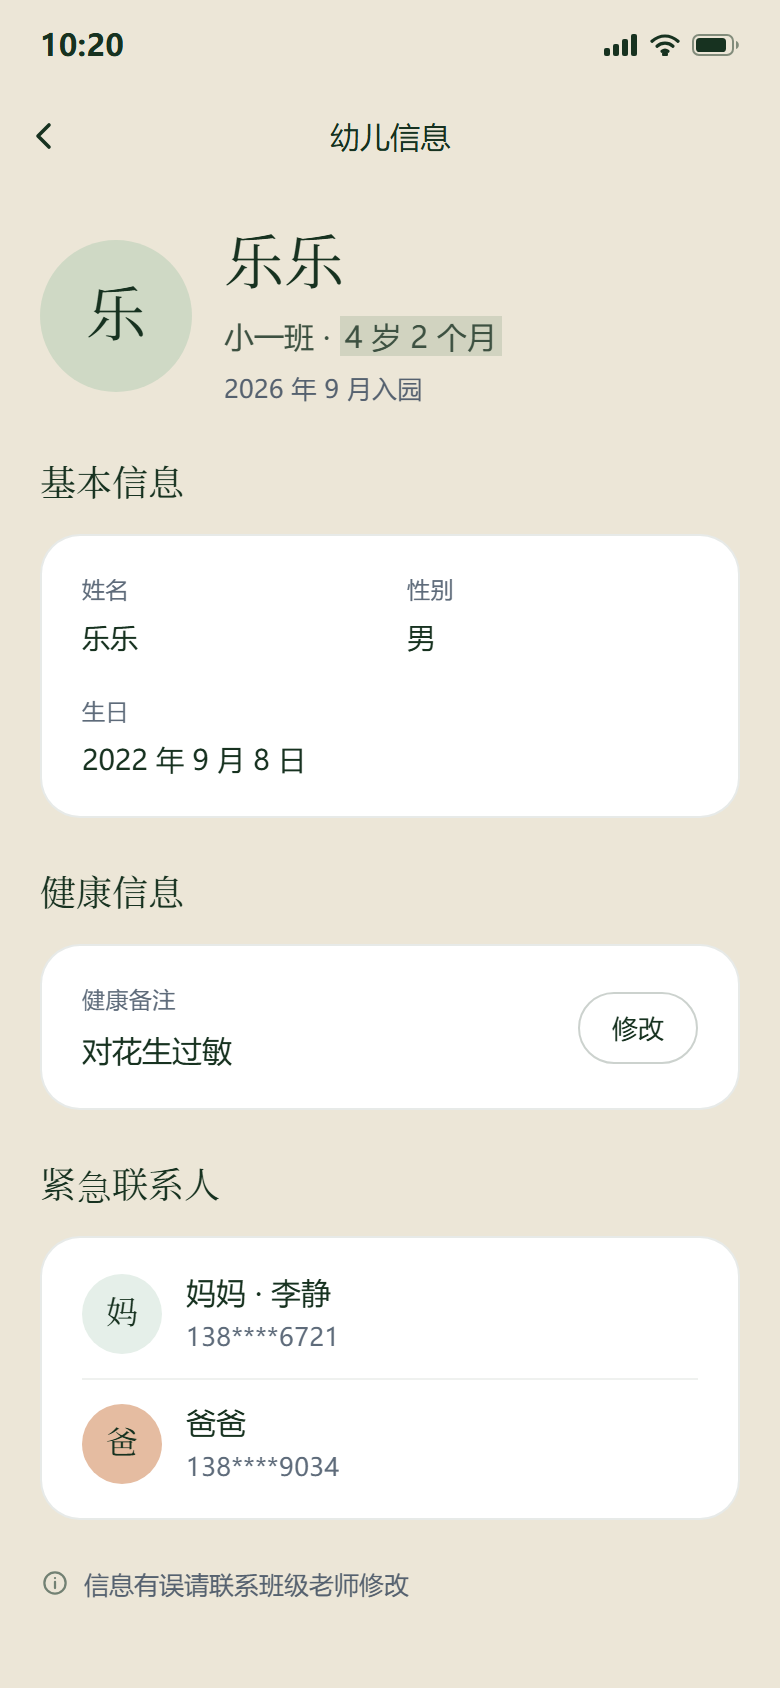 10:20
幼儿信息
乐
乐乐
小一班 · 4 岁 2 个月
2026 年 9 月入园
基本信息
姓名
性别
乐乐
男
生日
2022 年 9 月 8 日
健康信息
健康备注
对花生过敏
修改
紧急联系人
妈
妈妈 · 李静
138****6721
爸
爸爸
138****9034
信息有误请联系班级老师修改